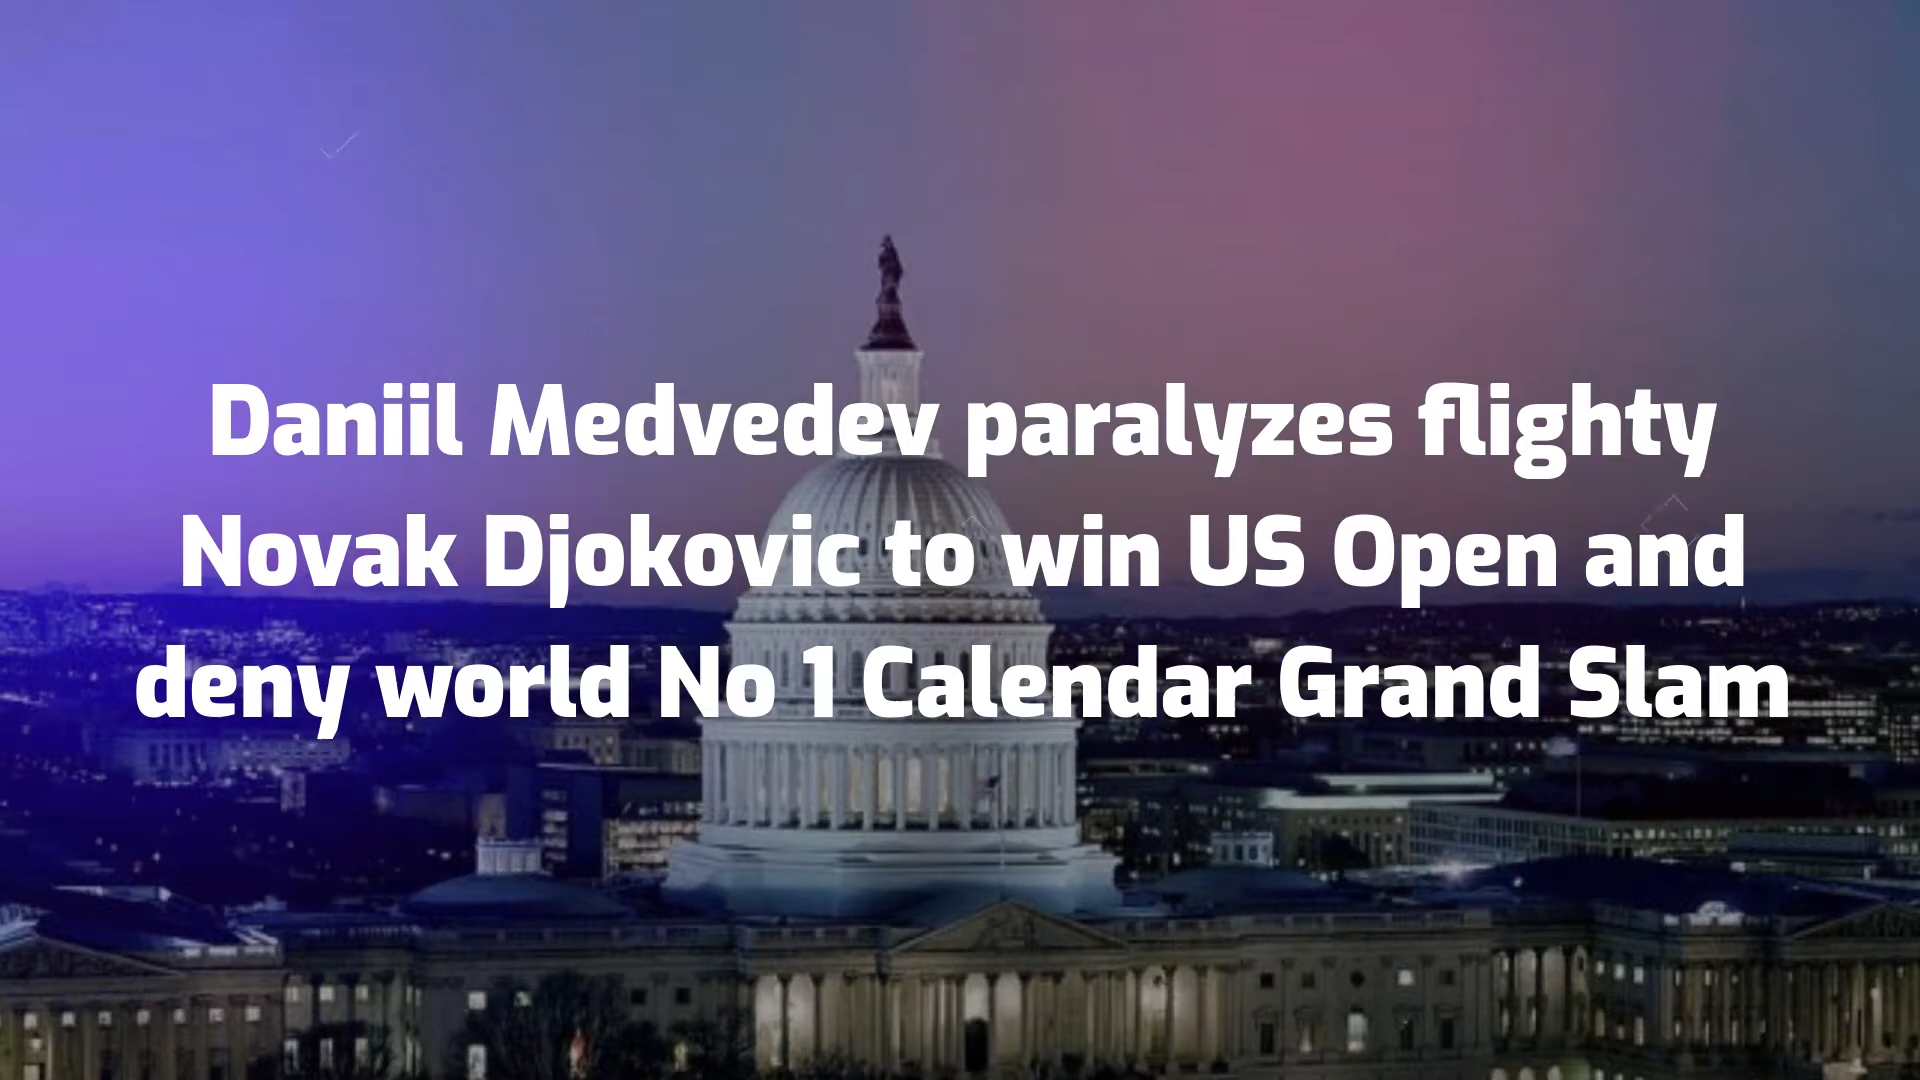 Daniil Medvedev paralyzes flighty
Novak Djokovic to win US Open and
deny world No 1 Calendar Grand Slam